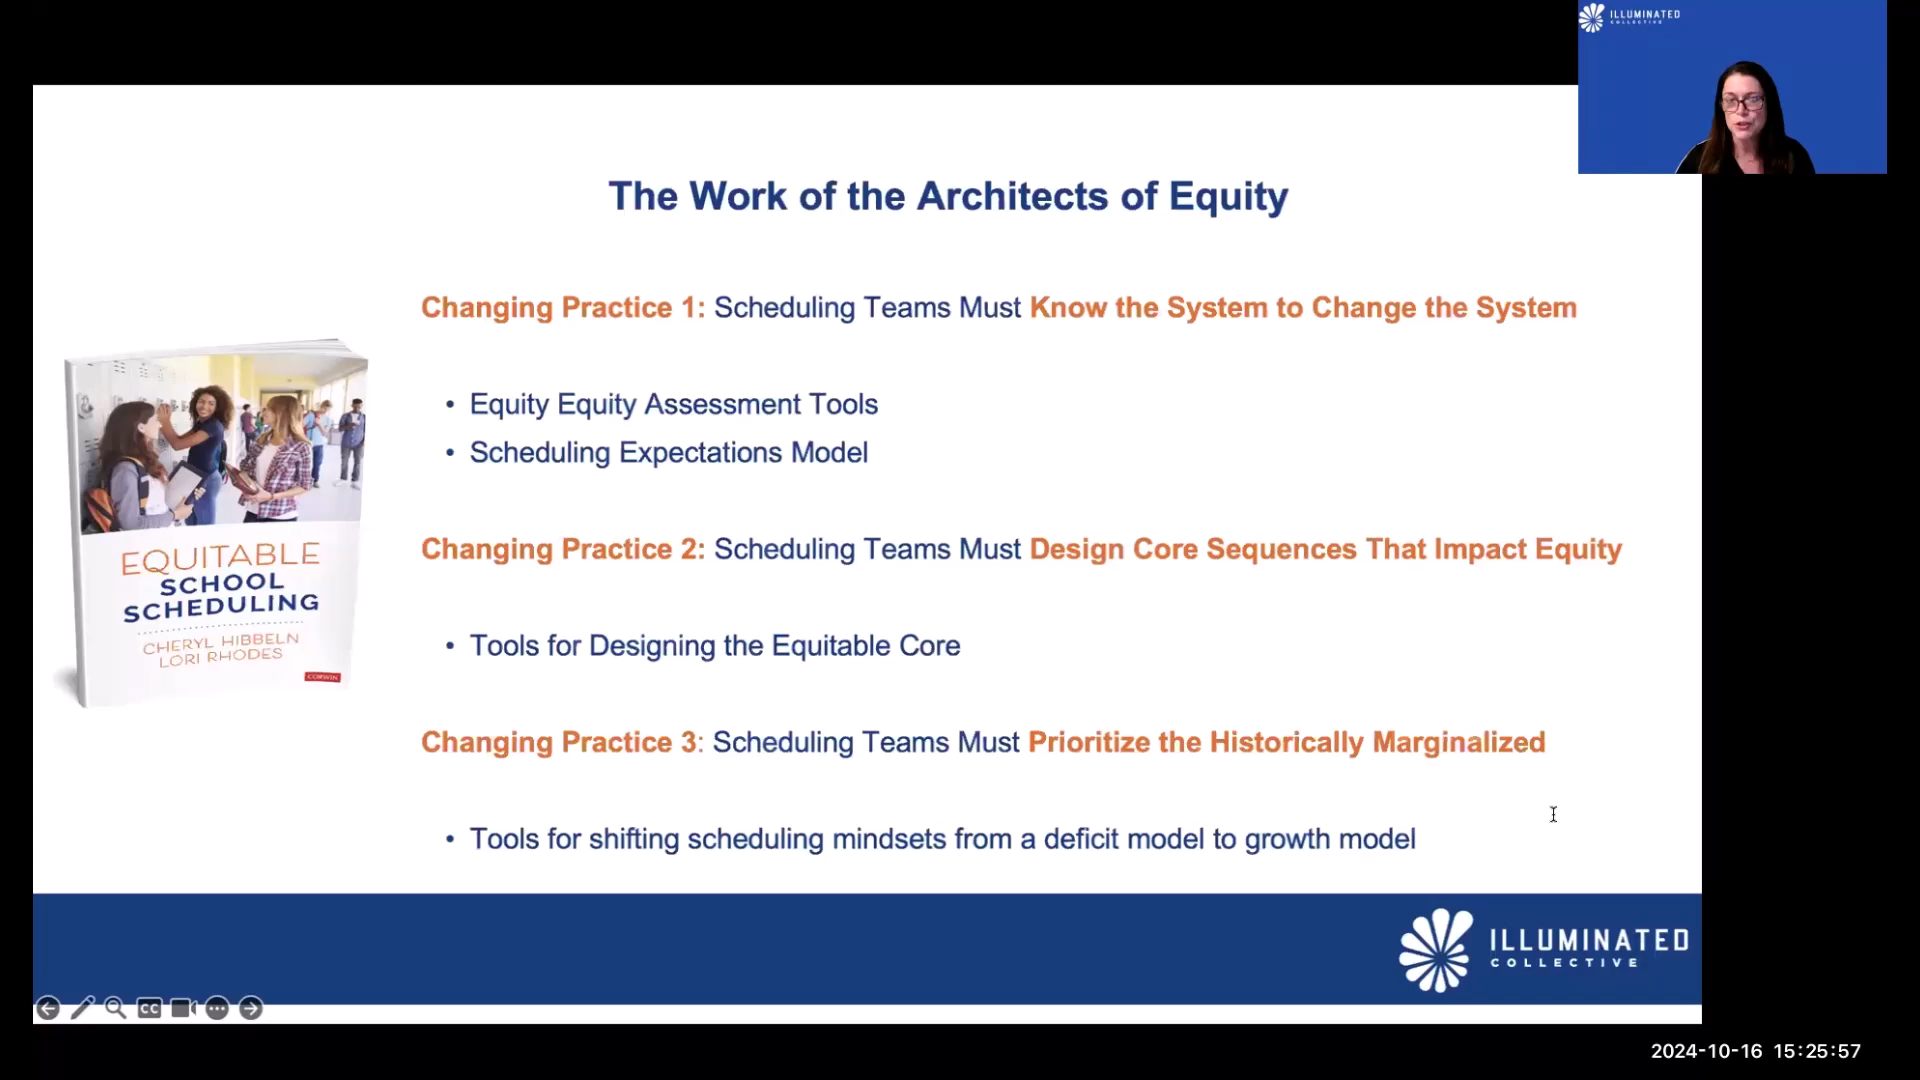 ILLUMINATED
COLLECTIVE
The Work of the Architects of Equity
Changing Practice 1: Scheduling Teams Must Know the System to Change the System
• Equity Equity Assessment Tools
• Scheduling Expectations Model
Changing Practice 2: Scheduling Teams Must Design Core Sequences That Impact Equity
• Tools for Designing the Equitable Core
Changing Practice 3: Scheduling Teams Must Prioritize the Historically Marginalized
• Tools for shifting scheduling mindsets from a deficit model to growth model
EQUITABLE
SCHOOL
SCHEDULING
CHERYL HIBBELN
LORI RHODES
CORWIN
ILLUMINATED
COLLECTIVE
CC
2024-10-16 15:25:57